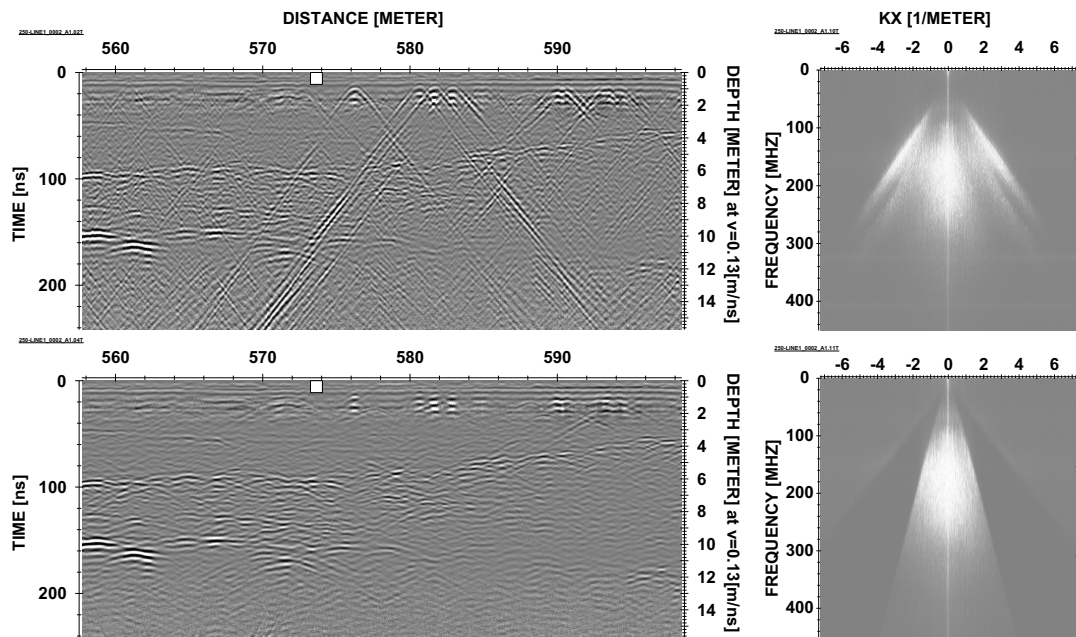 DISTANCE [METER]
250-LINE1_0002_A1.02T
560 570 580 590
TIME [ns]
0
100
200
0
2
4
6
8
10
12
14
DEPTH [METER] at v=0.13[m/ns]
KX [1/METER]
250-LINE1_0002_A1.10T
-6 -4 -2 0 2 4 6
FREQUENCY [MHZ]
0
100
200
300
400
250-LINE1_0002_A1.04T
560 570 580 590
TIME [ns]
0
100
200
0
2
4
6
8
10
12
14
DEPTH [METER] at v=0.13[m/ns]
250-LINE1_0002_A1.11T
-6 -4 -2 0 2 4 6
FREQUENCY [MHZ]
0
100
200
300
400